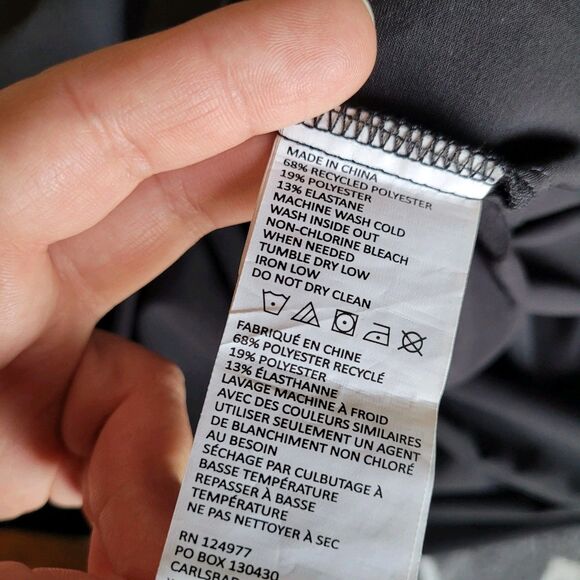 MADE IN CHINA
68% RECYCLED POLYESTER
19% POLYESTER
13% ELASTANE
MACHINE WASH COLD
WASH INSIDE OUT
NON-CHLORINE BLEACH
WHEN NEEDED
TUMBLE DRY LOW
IRON LOW
DO NOT DRY CLEAN
FABRIQUÉ EN CHINE
68% POLYESTER RECYCLÉ
19% POLYESTER
13% ÉLASTHANNE
LAVAGE MACHINE À FROID
AVEC DES COULEURS SIMILAIRES
UTILISER SEULEMENT UN AGENT
DE BLANCHIMENT NON CHLORÉ
AU BESOIN
SÉCHAGE PAR CULBUTAGE À
BASSE TEMPÉRATURE
REPASSER À BASSE
TEMPÉRATURE
NE PAS NETTOYER À SEC
RN 124977
PO BOX 130430
CARLSBAD